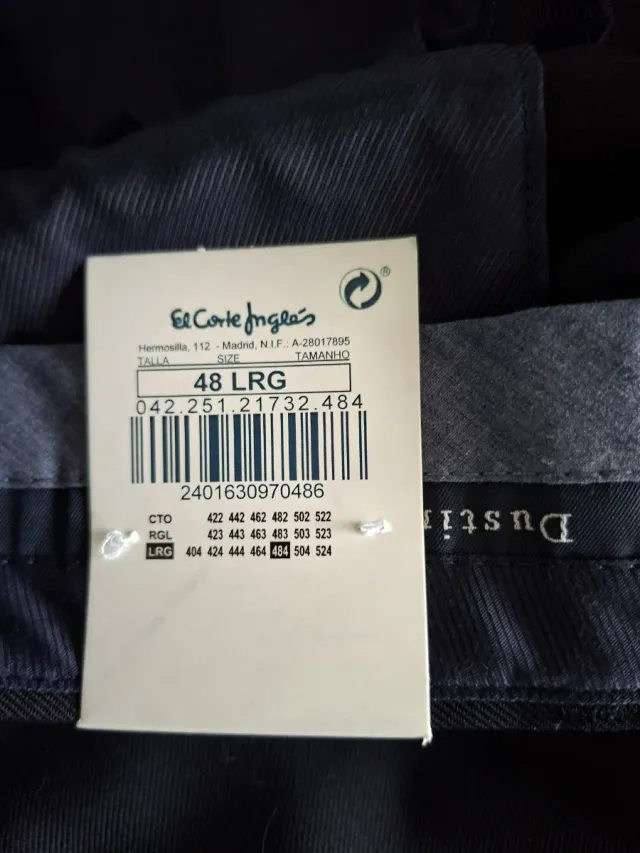 El Corte Inglés
®
Hermosilla, 112 - Madrid, N.I.F.: A-28017895
TALLA SIZE TAMANHO
48 LRG
042.251.21732.484
2401630970486
CTO 422 442 462 482 502 522
RGL 423 443 463 483 503 523
LRG 404 424 444 464 484 504 524
Dustin